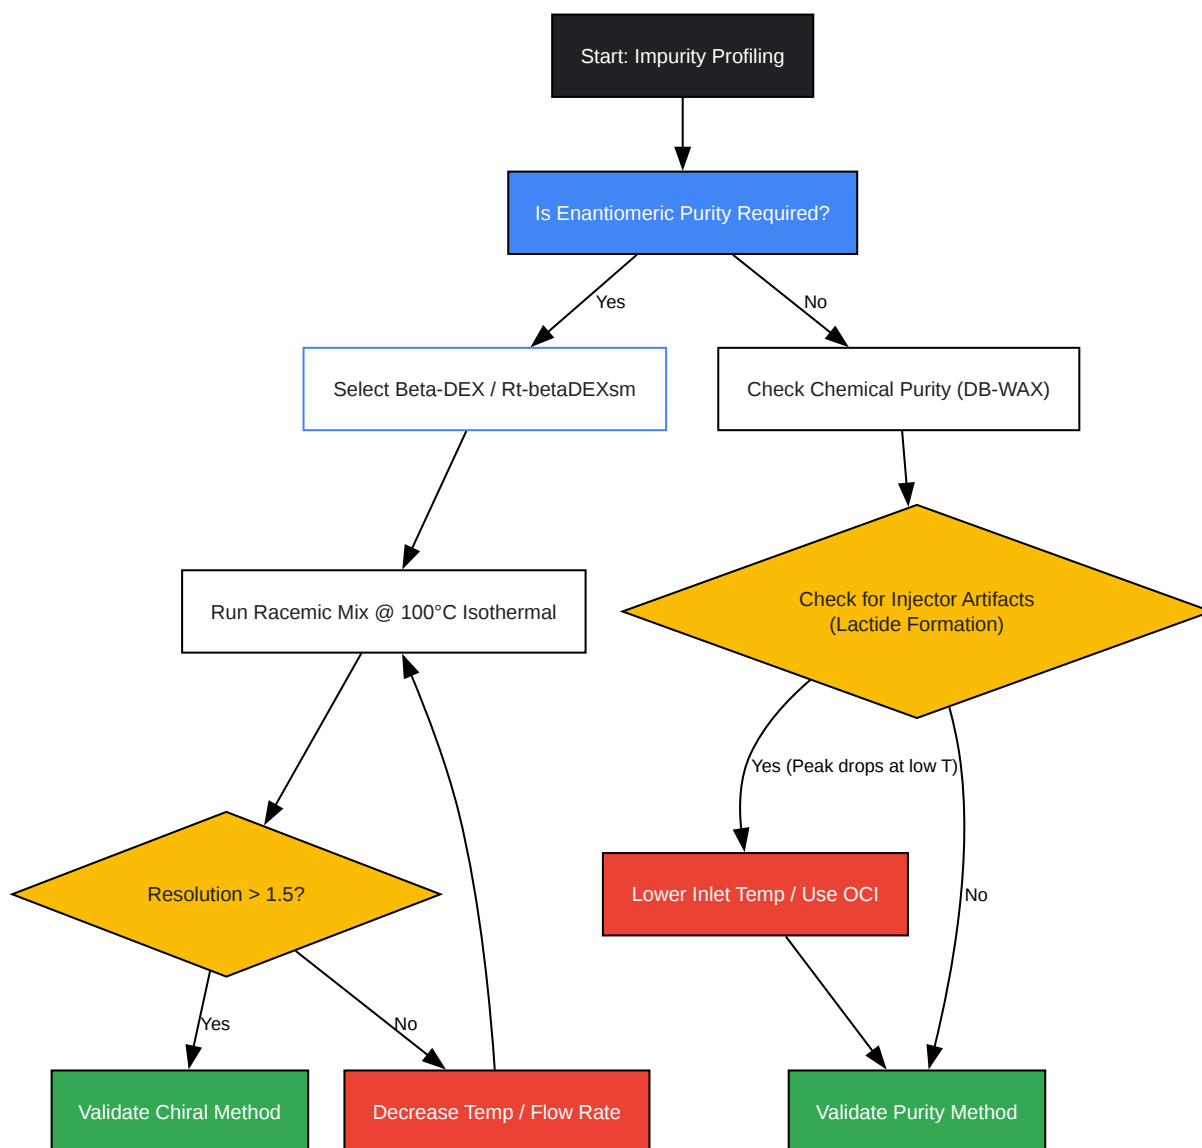 Start: Impurity Profiling
Is Enantiomeric Purity Required?
Yes
No
Select Beta-DEX / Rt-betaDEXsm
Check Chemical Purity (DB-WAX)
Run Racemic Mix @ 100°C Isothermal
Check for Injector Artifacts
(Lactide Formation)
Yes (Peak drops at low T)
Resolution > 1.5?
Lower Inlet Temp / Use OCI
No
Yes
No
Validate Chiral Method
Decrease Temp / Flow Rate
Validate Purity Method